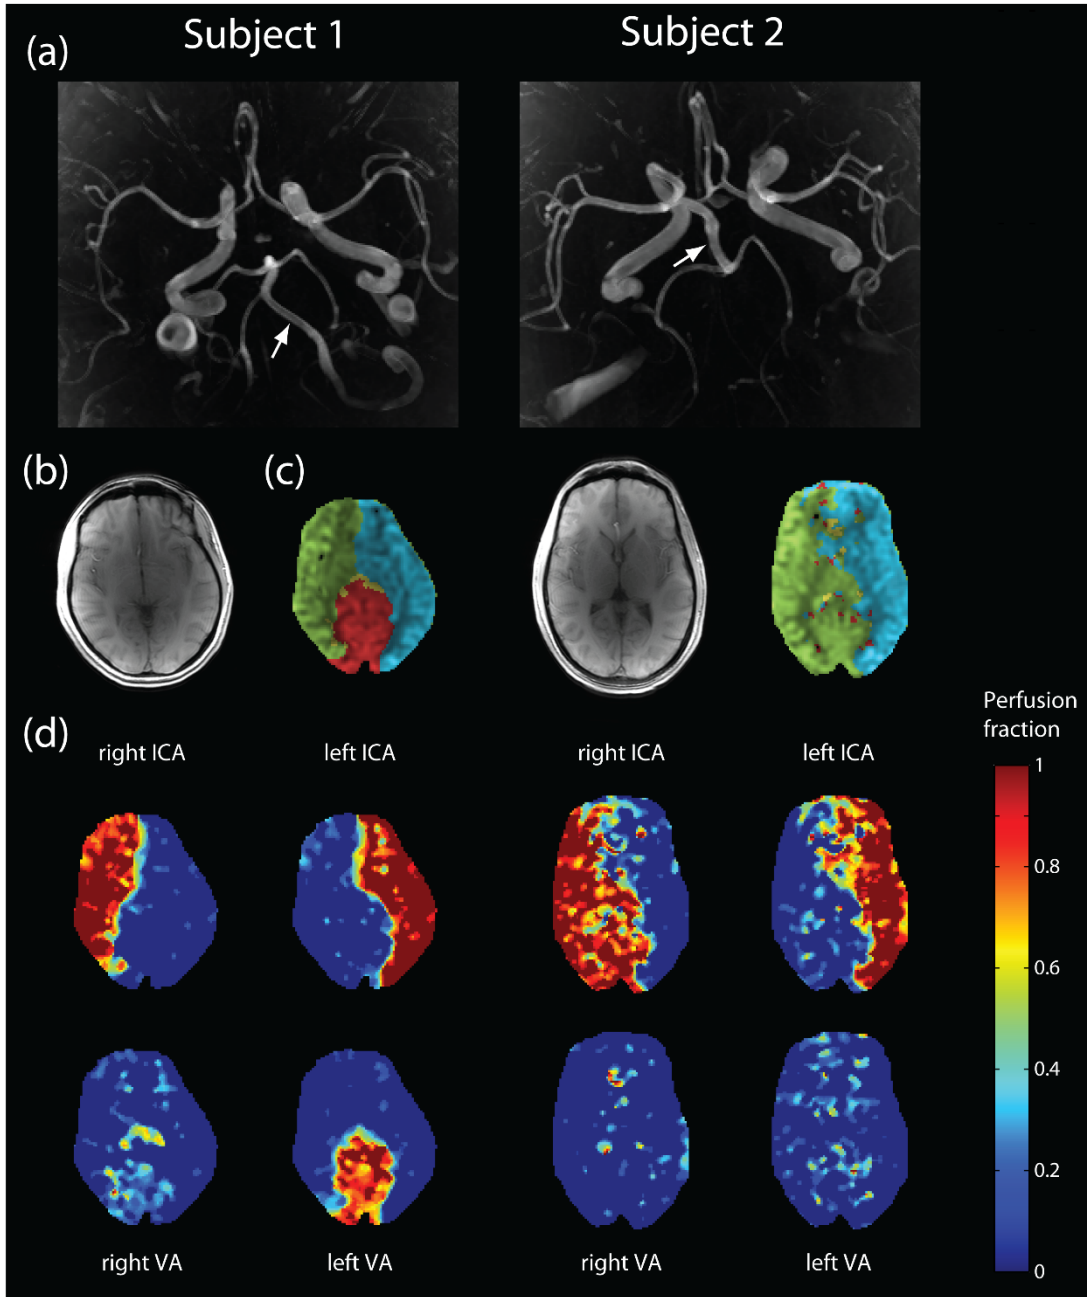 Subject 1
Subject 2
(a)
(b)
(c)
(d)
right ICA
left ICA
right ICA
left ICA
Perfusion
fraction
1
0.8
0.6
0.4
0.2
0
right VA
left VA
right VA
left VA